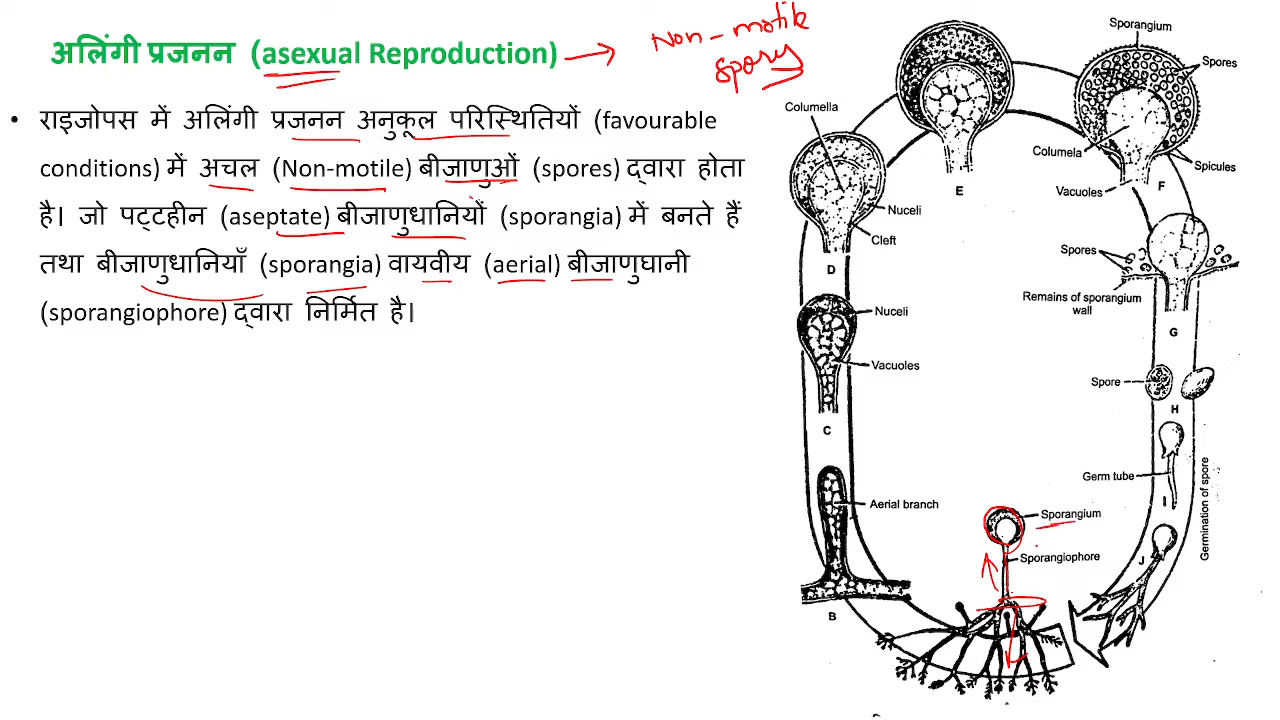 अलिंगी प्रजनन (asexual Reproduction)
Non-motile
spory
• राइजोपस में अलिंगी प्रजनन अनुकूल परिस्थितियों (favourable
conditions) में अचल (Non-motile) बीजाणुओं (spores) द्वारा होता
है। जो पट्टहीन (aseptate) बीजाणुधानियों (sporangia) में बनते हैं
तथा बीजाणुधानियाँ (sporangia) वायवीय (aerial) बीजाणुघानी
(sporangiophore) द्वारा निर्मित है।
Sporangium
Spores
Columella
Columela
Spicules
Vacuoles
E
F
Nuceli
Cleft
D
Spores
Remains of sporangium
wall
G
Nuceli
Vacuoles
C
Spore
H
Germ tube
I
Germination of spore
Aerial branch
B
Sporangium
Sporangiophore
J